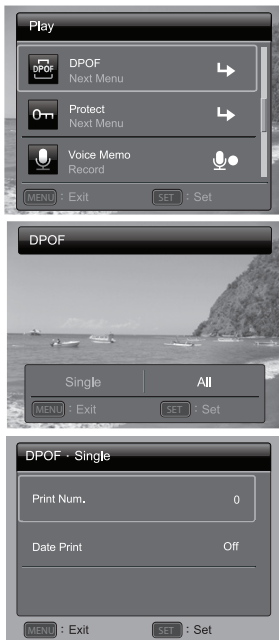 Play
DPOF
DPOF
Next Menu
Protect
Next Menu
Voice Memo
Record
MENU : Exit SET : Set
DPOF
Single All
MENU : Exit SET : Set
DPOF · Single
Print Num. 0
Date Print Off
MENU : Exit SET : Set